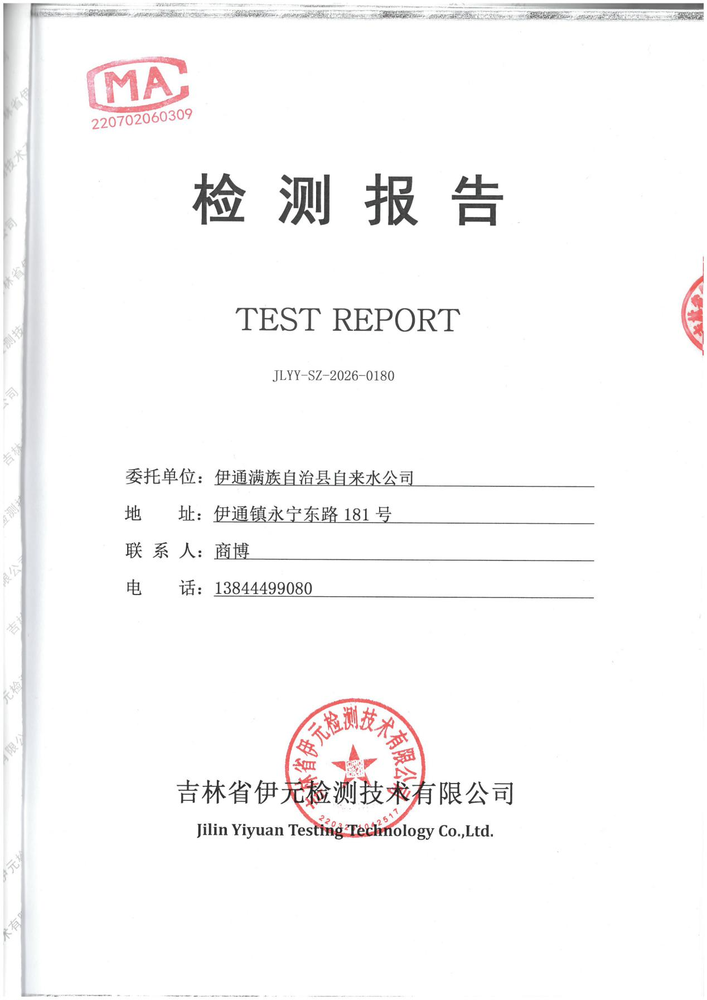 MA
220702060309
检测报告
TEST REPORT
JLYY-SZ-2026-0180
委托单位：伊通满族自治县自来水公司
地 址：伊通镇永宁东路 181 号
联 系 人：商博
电 话：13844499080
吉林省伊元检测技术有限公司
吉林省伊元检测技术有限公司
Jilin Yiyuan Testing Technology Co.,Ltd.